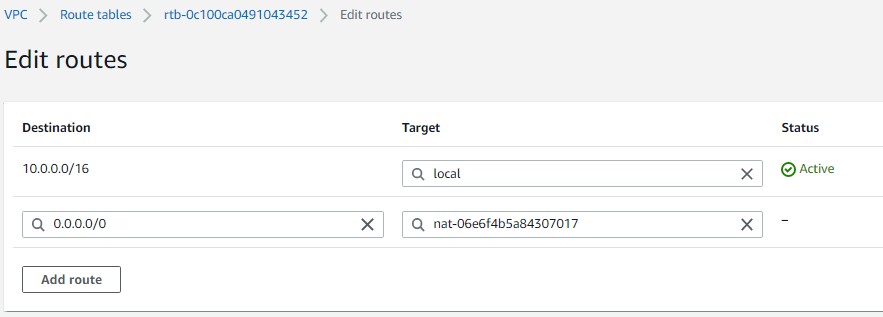 VPC > Route tables > rtb-0c100ca0491043452 > Edit routes
Edit routes
Destination Target Status
10.0.0.0/16 local Active
0.0.0.0/0 nat-06e6f4b5a84307017 –
Add route